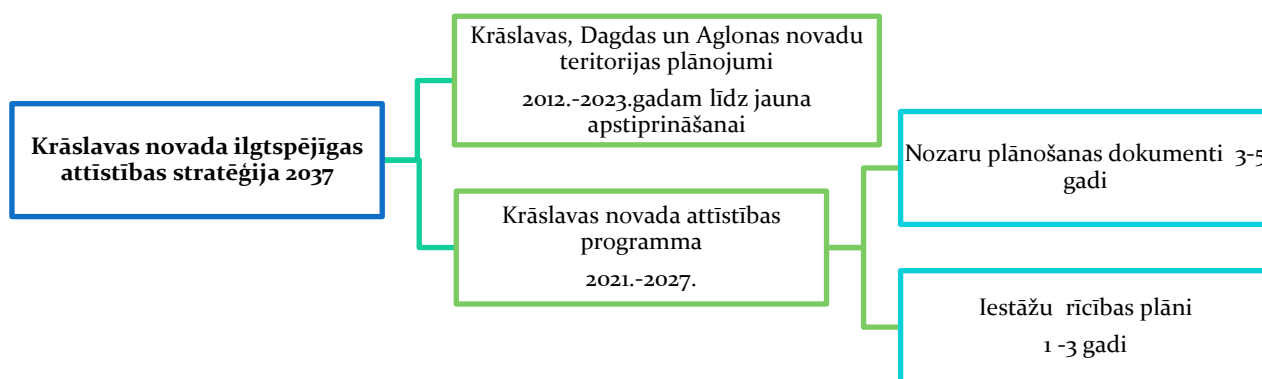 Krāslavas novada ilgtspējīgas
attīstības stratēģija 2037
Krāslavas, Dagdas un Aglonas novadu
teritorijas plānojumi
2012.-2023.gadam līdz jauna
apstiprināšanai
Krāslavas novada attīstības
programma
2021.-2027.
Nozaru plānošanas dokumenti 3-5
gadi
Iestāžu rīcības plāni
1 -3 gadi